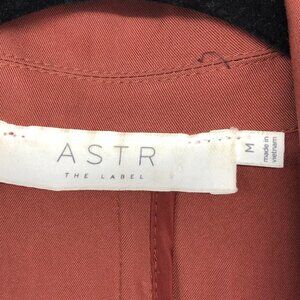 ASTR
THE LABEL
M
made in
vietnam